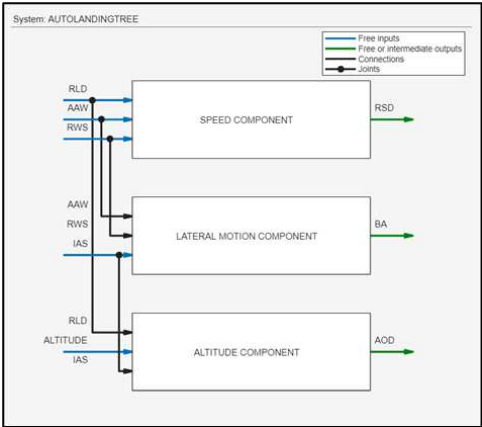 System: AUTOLANDINGTREE
Free inputs
Free or intermediate outputs
Connections
Joints
RLD
AAW
RWS
SPEED COMPONENT
RSD
AAW
RWS
IAS
LATERAL MOTION COMPONENT
BA
RLD
ALTITUDE
IAS
ALTITUDE COMPONENT
AOD